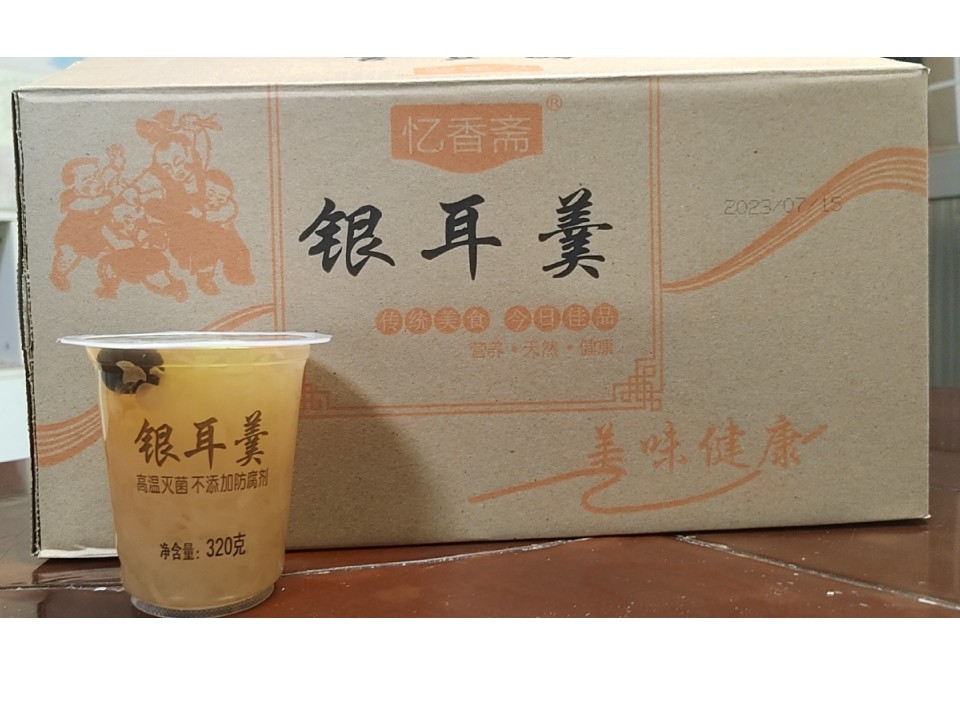 忆香斋®
银耳羹
2023/07/15
传统美食 今日佳品
营养·天然·健康
美味健康
银耳羹
高温灭菌 不添加防腐剂
净含量：320克